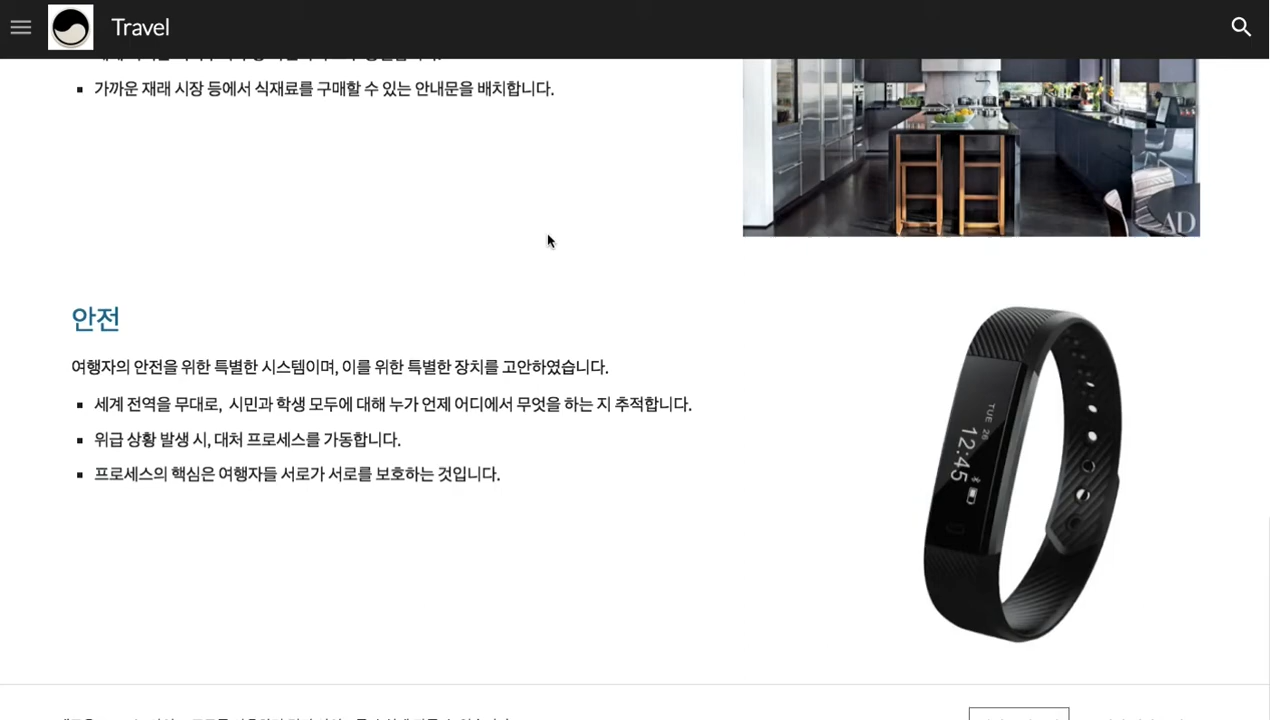 Travel
가까운 재래 시장 등에서 식재료를 구매할 수 있는 안내문을 배치합니다.
AD
안전
여행자의 안전을 위한 특별한 시스템이며, 이를 위한 특별한 장치를 고안하였습니다.
세계 전역을 무대로, 시민과 학생 모두에 대해 누가 언제 어디에서 무엇을 하는 지 추적합니다.
위급 상황 발생 시, 대처 프로세스를 가동합니다.
프로세스의 핵심은 여행자들 서로가 서로를 보호하는 것입니다.
TUE 26
12:45